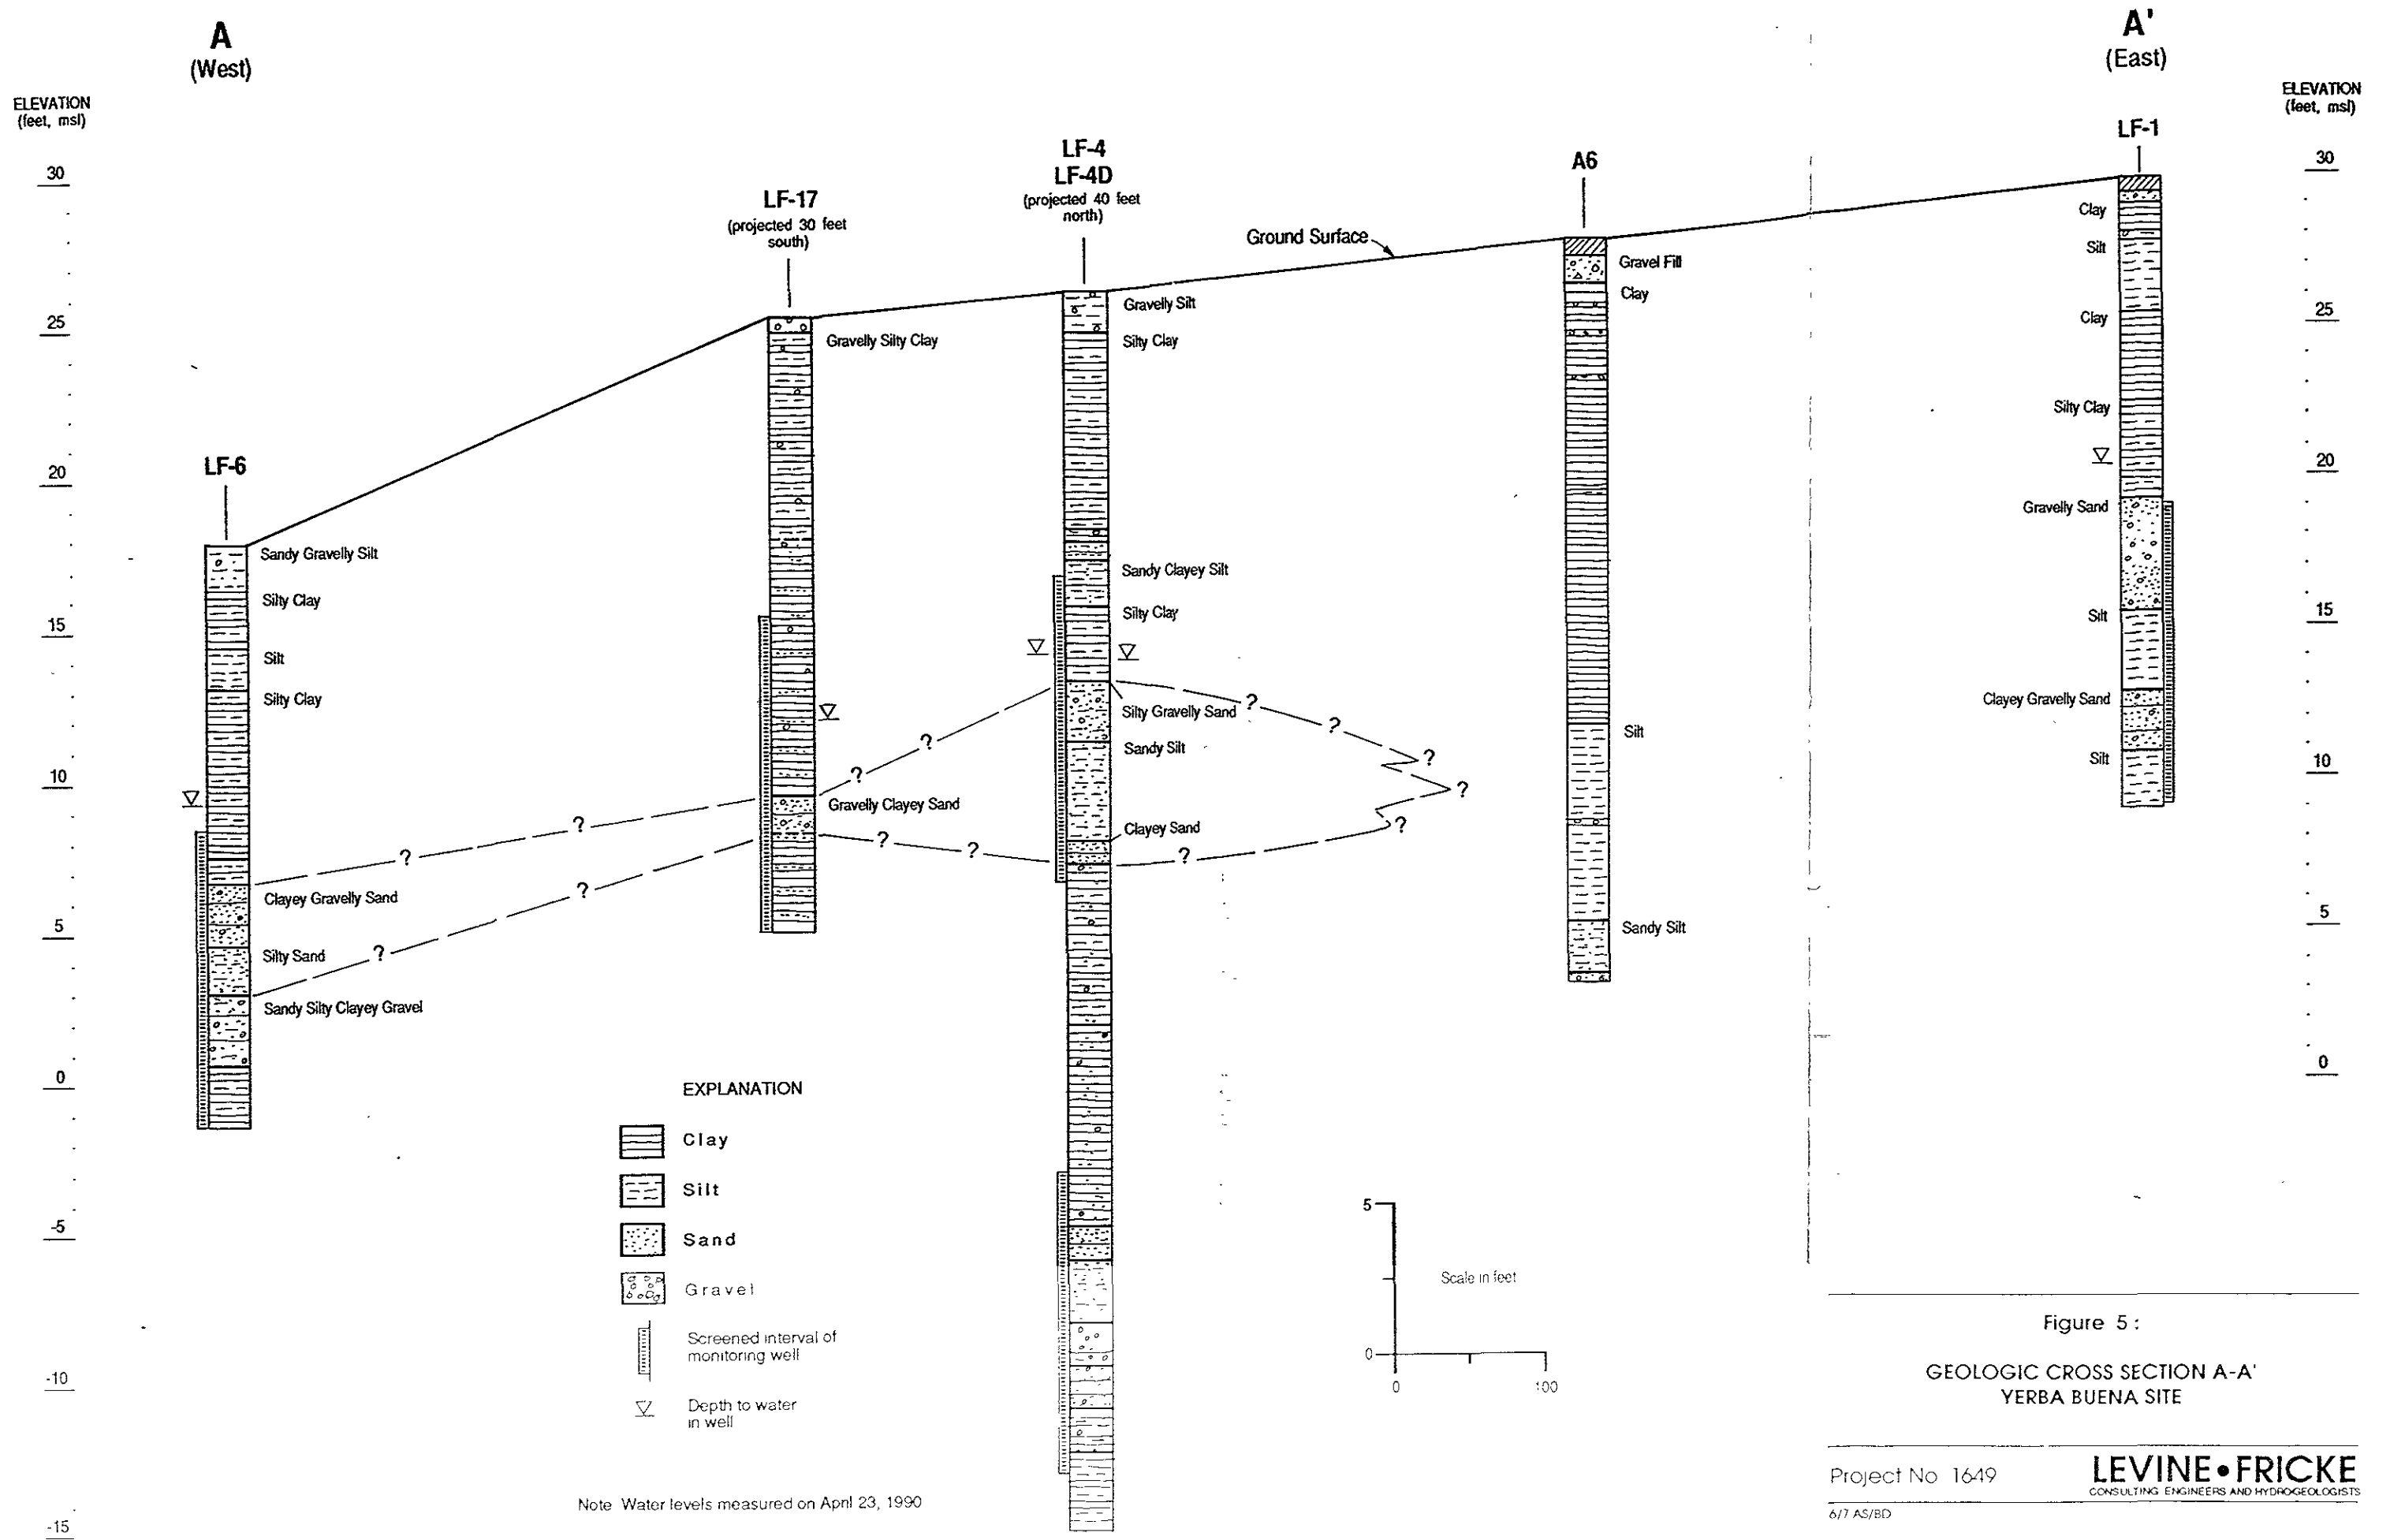 A
(West)
A'
(East)
ELEVATION
(feet, msl)
ELEVATION
(feet, msl)
30
25
20
15
10
5
0
-5
-10
-15
LF-6
Sandy Gravelly Silt
Silty Clay
Silt
Silty Clay
Clayey Gravelly Sand
Silty Sand
Sandy Silty Clayey Gravel
LF-17
(projected 30 feet
south)
Gravelly Silty Clay
Gravelly Clayey Sand
LF-4
LF-4D
(projected 40 feet
north)
Gravelly Silt
Silty Clay
Sandy Clayey Silt
Silty Clay
Silty Gravelly Sand
Sandy Silt
Clayey Sand
Ground Surface
?
?
?
?
?
?
?
?
?
?
?
?
?
?
A6
Gravel Fill
Clay
Silt
Sandy Silt
LF-1
Clay
Silt
Clay
Silty Clay
Gravelly Sand
Silt
Clayey Gravelly Sand
Silt
30
25
20
15
10
5
0
EXPLANATION
Clay
Silt
Sand
Gravel
Screened interval of
monitoring well
Depth to water
in well
Note Water levels measured on April 23, 1990
5
0
Scale in feet
0
100
Figure 5 :
GEOLOGIC CROSS SECTION A-A'
YERBA BUENA SITE
Project No 1649
LEVINE•FRICKE
CONSULTING ENGINEERS AND HYDROGEOLOGISTS
6/7 AS/BD